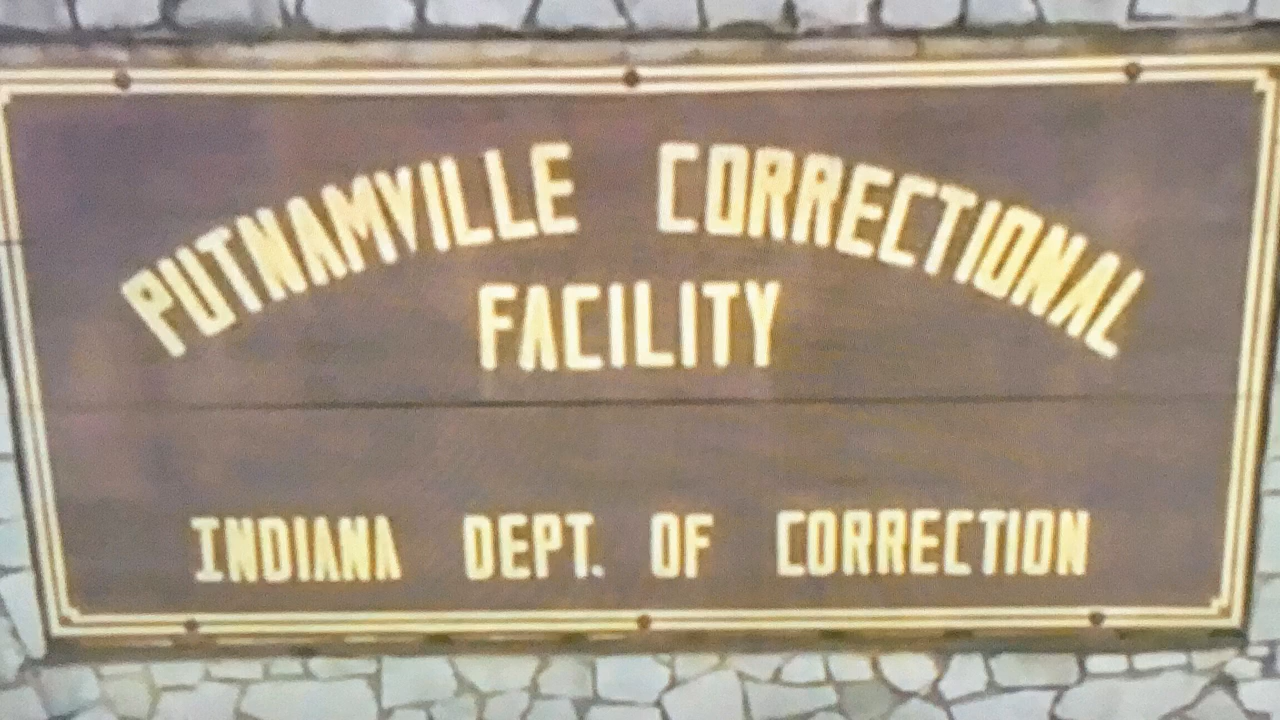 PUTNAMVILLE CORRECTIONAL
FACILITY
INDIANA DEPT. OF CORRECTION